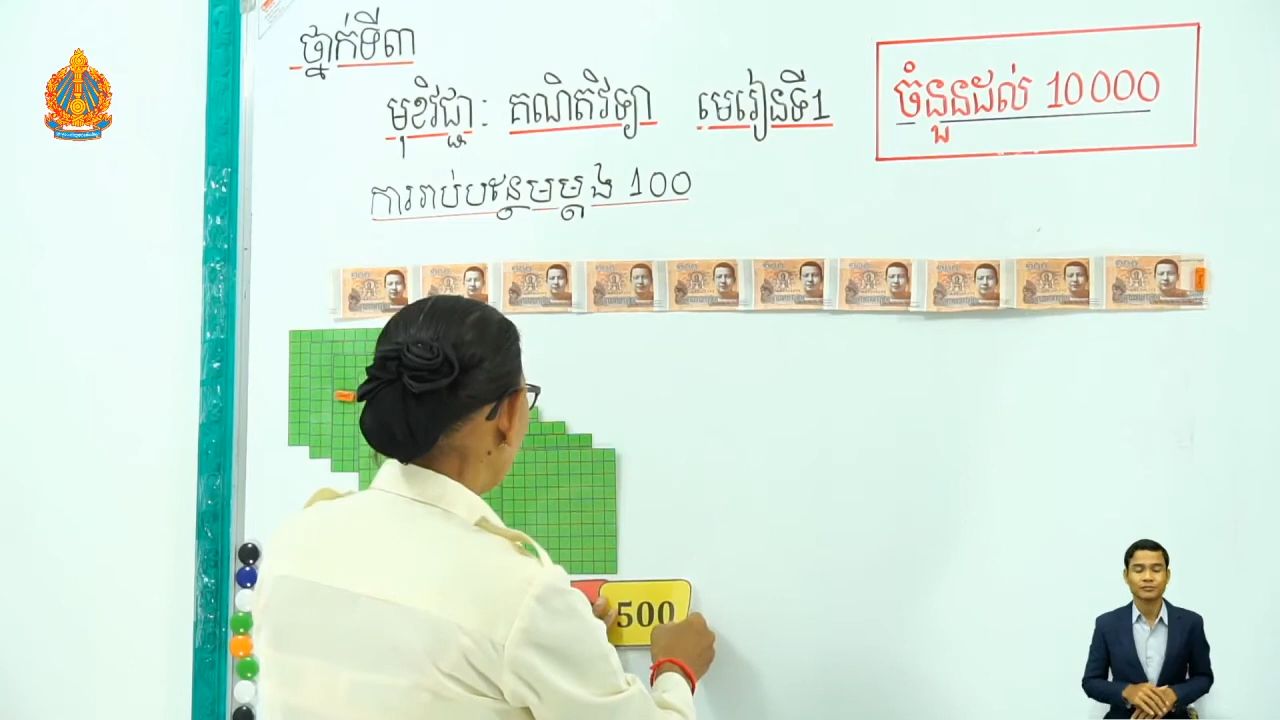 ថ្នាក់ទី៣
មុខវិជ្ជា: គណិតវិទ្យា មេរៀនទី1
ចំនួនដល់ 10000
ការរាប់បន្ថែមម្តង 100
500